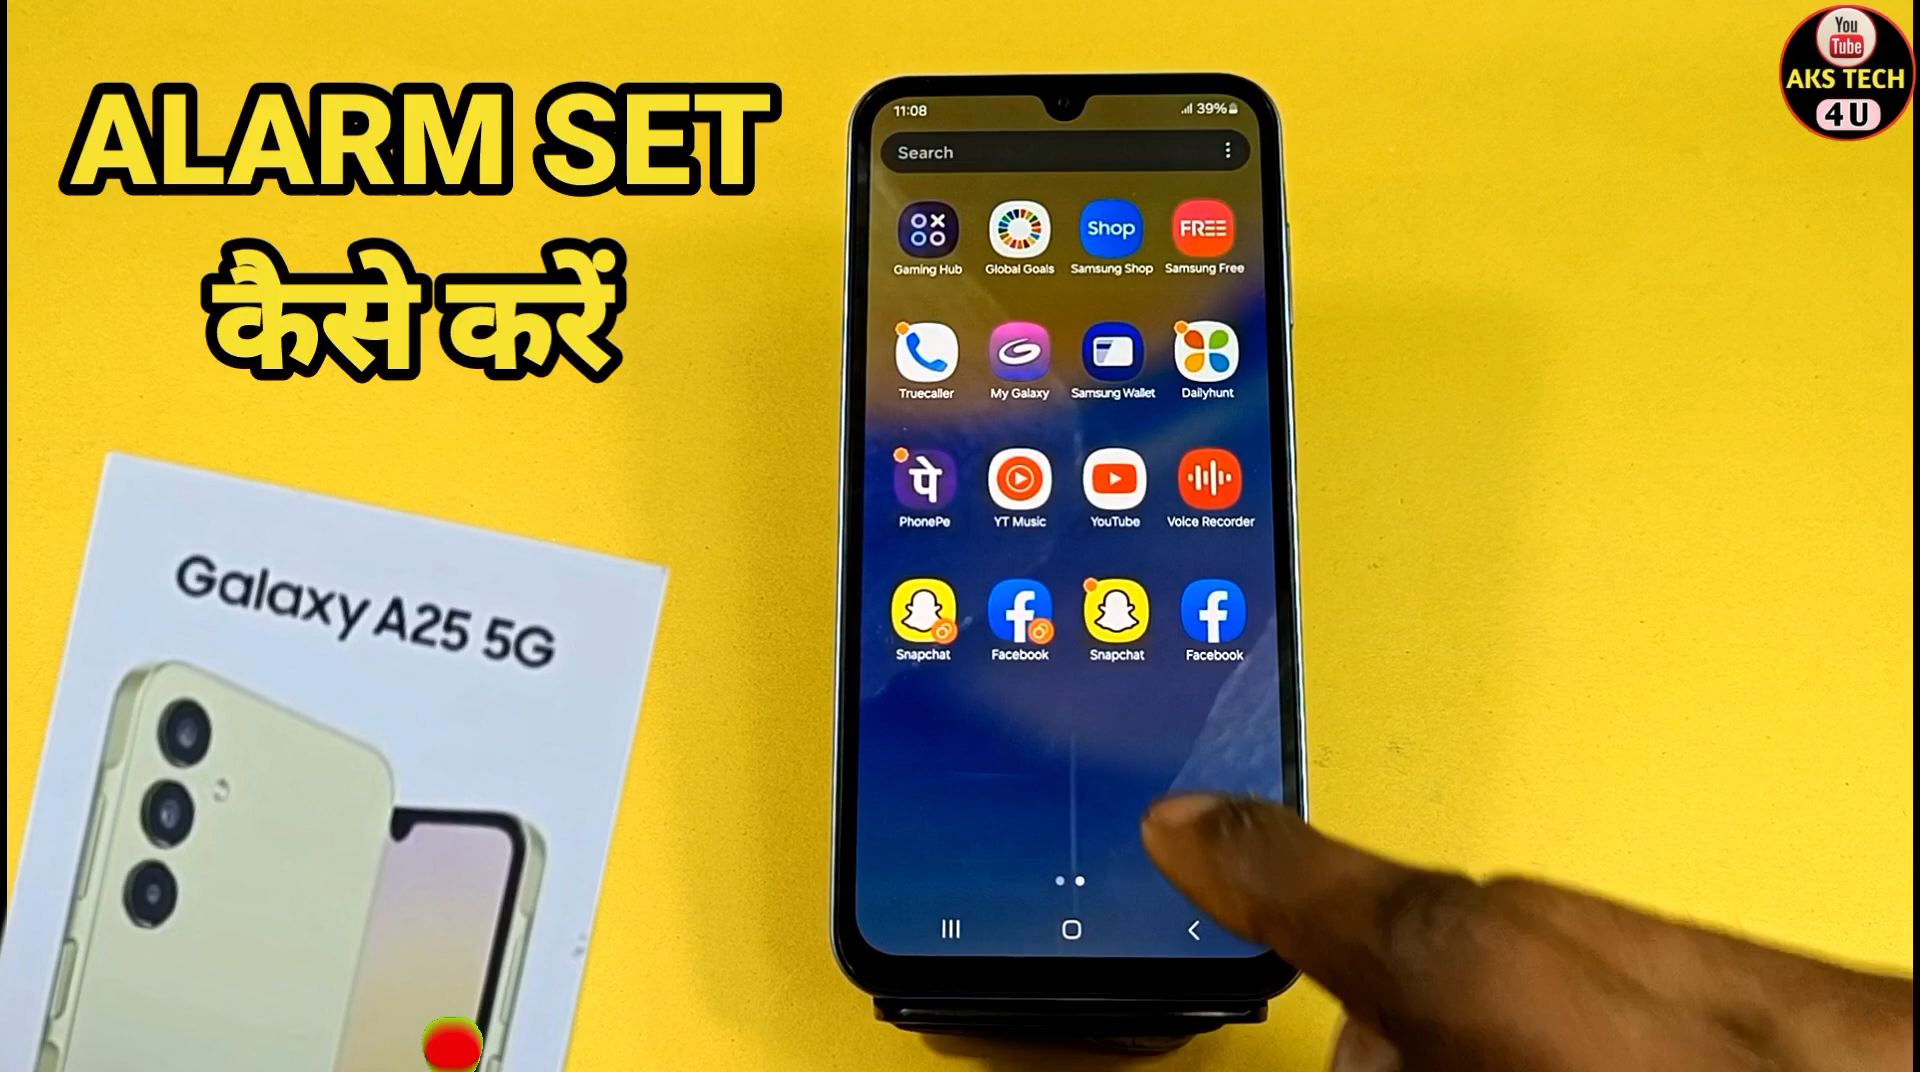 ALARM SET
कैसे करें
You
Tube
AKS TECH
4U
11:08
39%
Search
Shop
FREE
Gaming Hub
Global Goals
Samsung Shop
Samsung Free
Truecaller
My Galaxy
Samsung Wallet
Dailyhunt
पे
PhonePe
YT Music
YouTube
Voice Recorder
Snapchat
Facebook
Snapchat
Facebook
Galaxy A25 5G